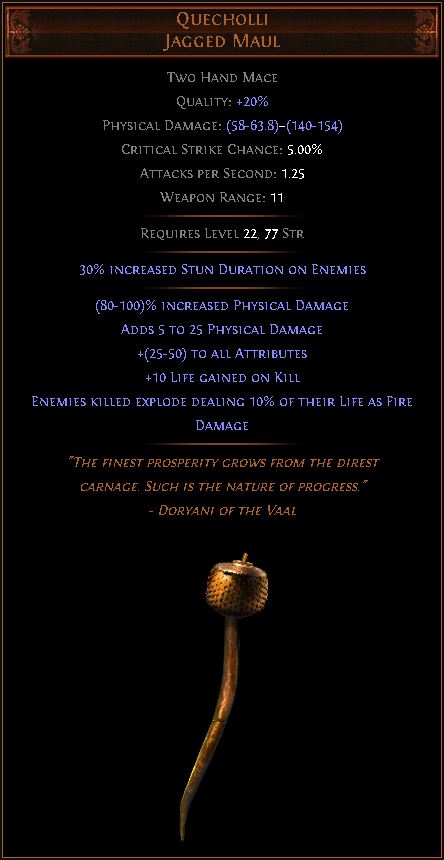 Quecholli
Jagged Maul
Two Hand Mace
Quality: +20%
Physical Damage: (58-63.8)–(140-154)
Critical Strike Chance: 5.00%
Attacks per Second: 1.25
Weapon Range: 11
Requires Level 22, 77 Str
30% increased Stun Duration on Enemies
(80-100)% increased Physical Damage
Adds 5 to 25 Physical Damage
+(25-50) to all Attributes
+10 Life gained on Kill
Enemies killed explode dealing 10% of their Life as Fire
Damage
"The finest prosperity grows from the direst
carnage. Such is the nature of progress."
- Doryani of the Vaal